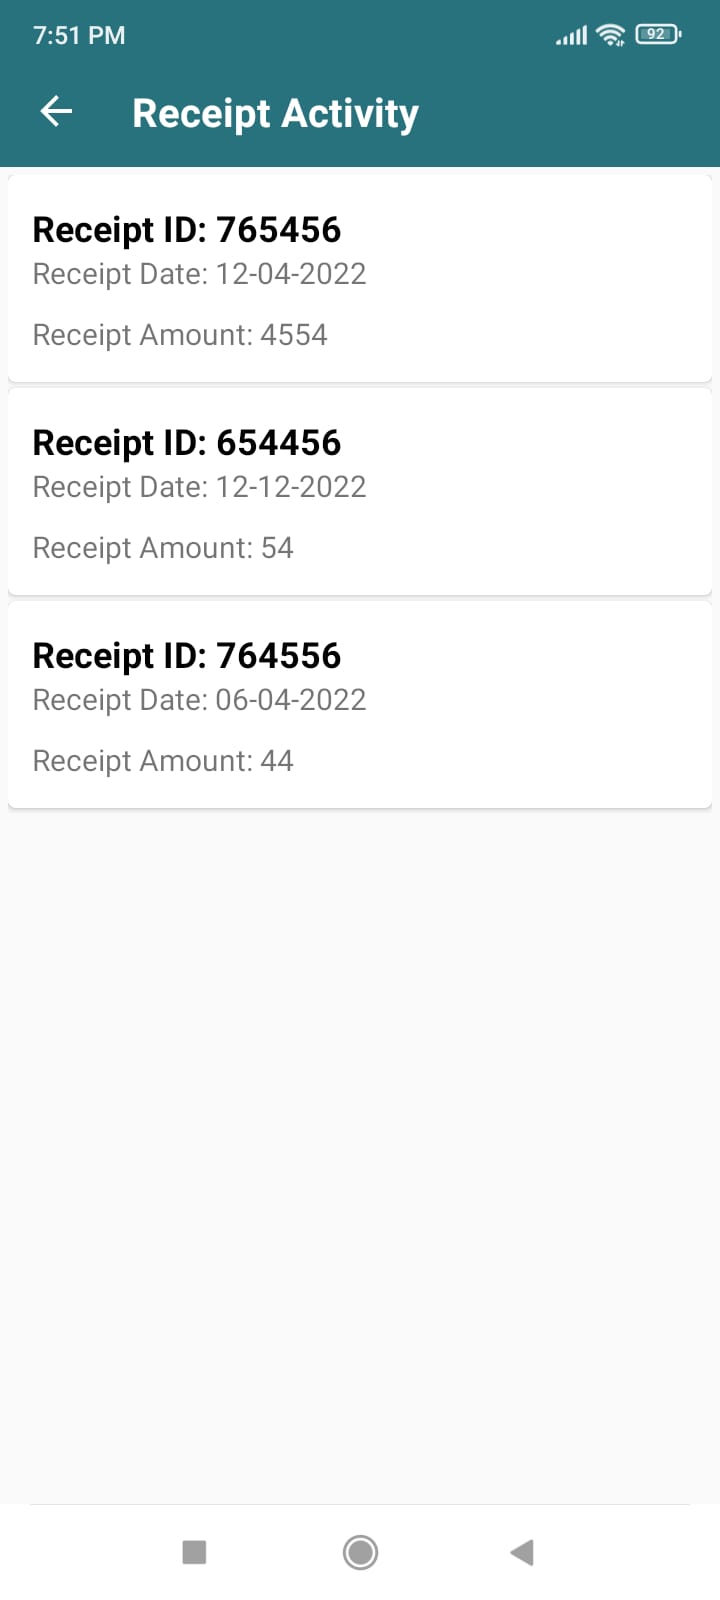 7:51 PM
92
Receipt Activity
Receipt ID: 765456
Receipt Date: 12-04-2022
Receipt Amount: 4554
Receipt ID: 654456
Receipt Date: 12-12-2022
Receipt Amount: 54
Receipt ID: 764556
Receipt Date: 06-04-2022
Receipt Amount: 44